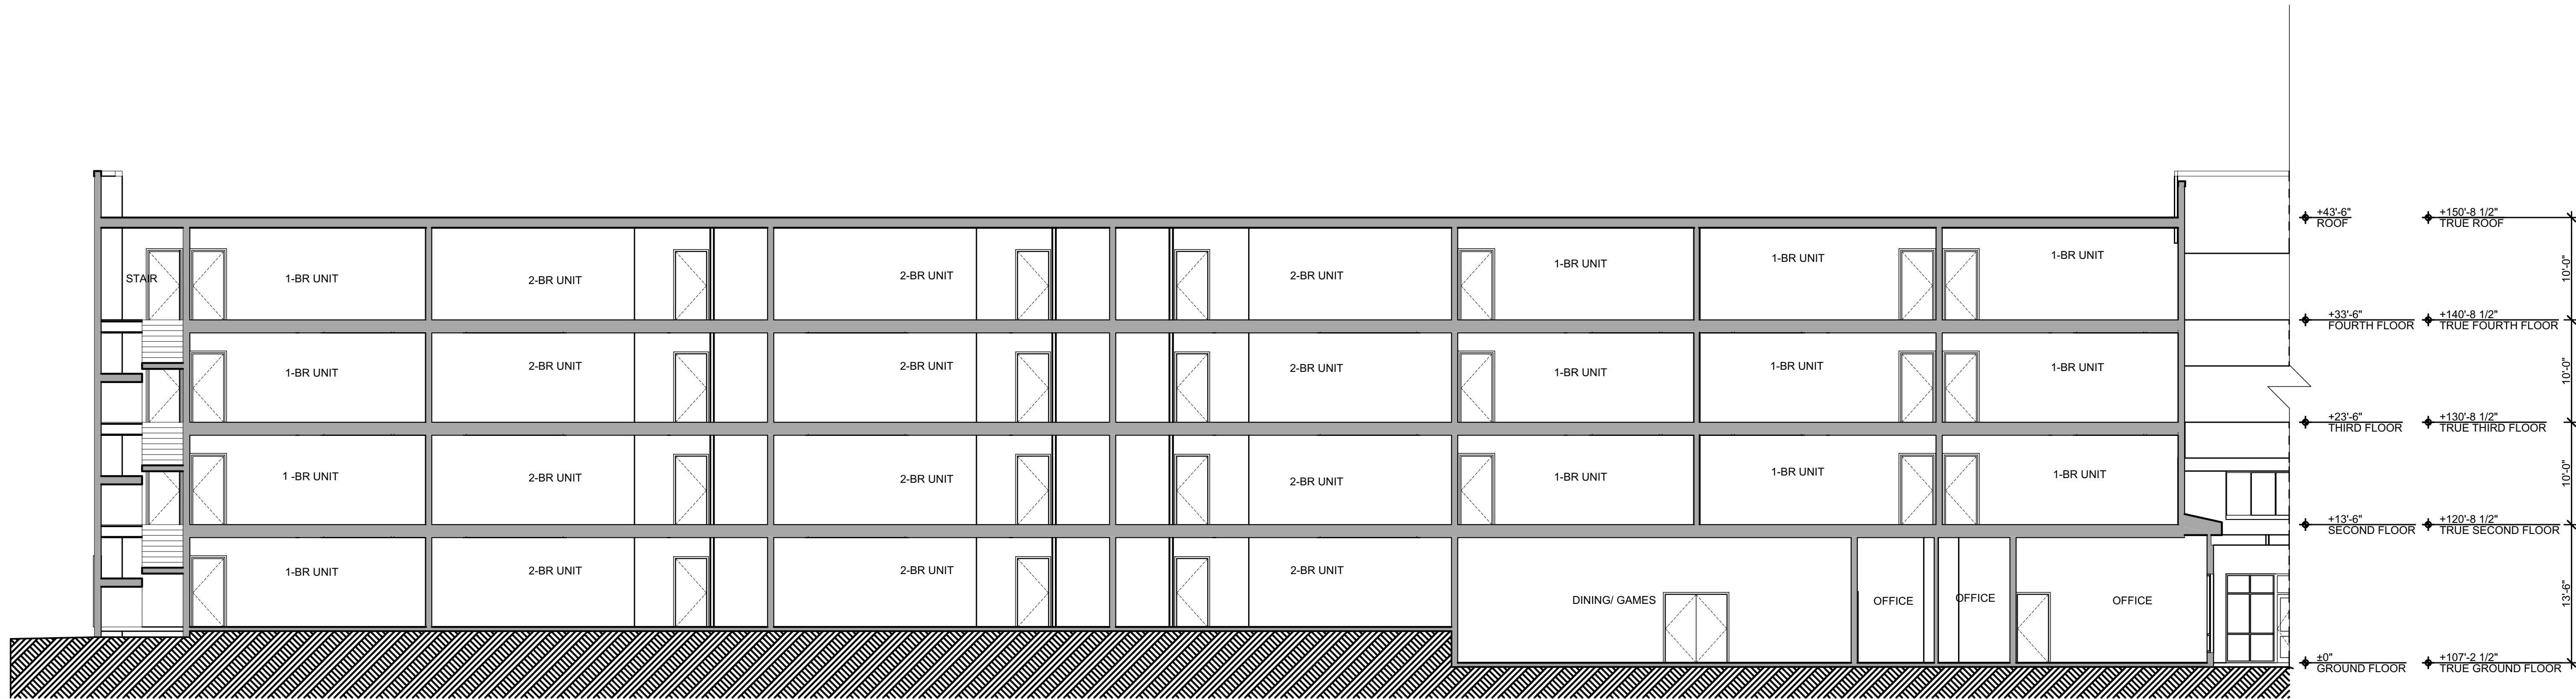 +43'-6"
ROOF
+150'-8 1/2"
TRUE ROOF
STAIR
1-BR UNIT
2-BR UNIT
2-BR UNIT
2-BR UNIT
1-BR UNIT
1-BR UNIT
1-BR UNIT
10'-0"
+33'-6"
FOURTH FLOOR
+140'-8 1/2"
TRUE FOURTH FLOOR
1-BR UNIT
2-BR UNIT
2-BR UNIT
2-BR UNIT
1-BR UNIT
1-BR UNIT
1-BR UNIT
10'-0"
+23'-6"
THIRD FLOOR
+130'-8 1/2"
TRUE THIRD FLOOR
1 -BR UNIT
2-BR UNIT
2-BR UNIT
2-BR UNIT
1-BR UNIT
1-BR UNIT
1-BR UNIT
10'-0"
+13'-6"
SECOND FLOOR
+120'-8 1/2"
TRUE SECOND FLOOR
1-BR UNIT
2-BR UNIT
2-BR UNIT
2-BR UNIT
DINING/ GAMES
OFFICE
OFFICE
OFFICE
13'-6"
±0"
GROUND FLOOR
+107'-2 1/2"
TRUE GROUND FLOOR